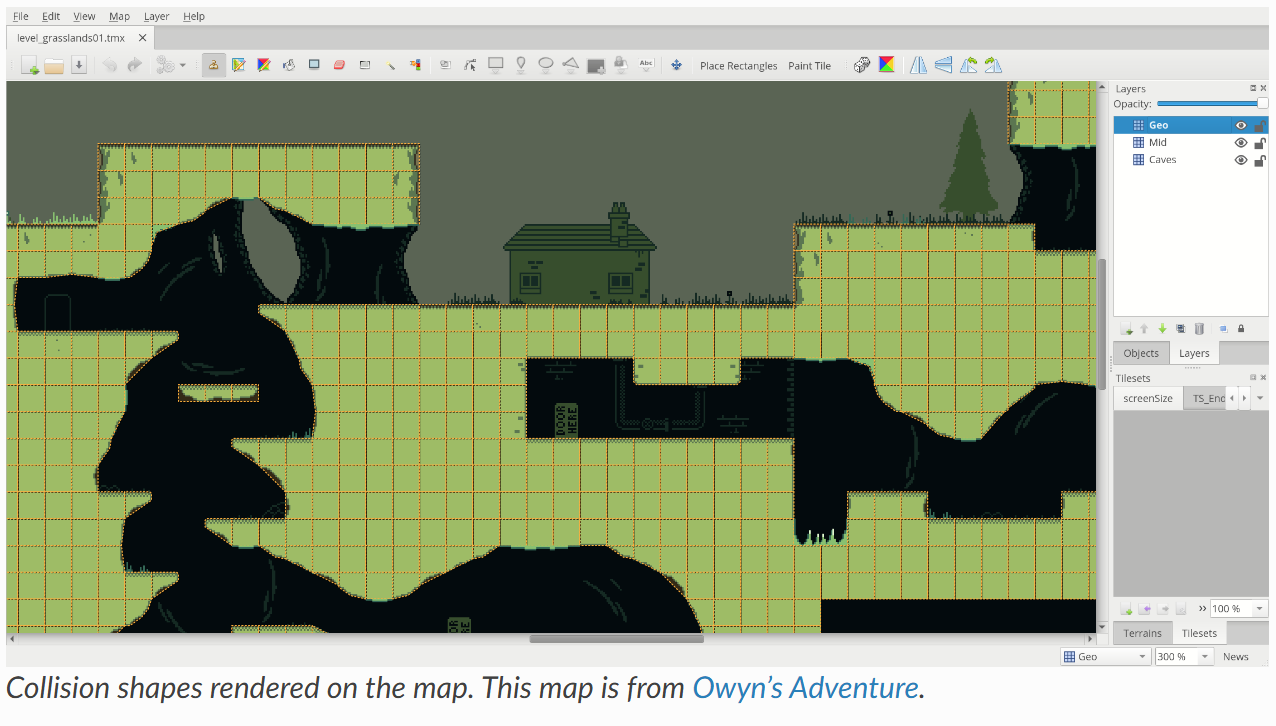 File Edit View Map Layer Help
level_grasslands01.tmx
Abc Place Rectangles Paint Tile
Layers
Opacity:
Geo
Mid
Caves
Objects Layers
Tilesets
screenSize TS_End
DOOR
HERE
100 %
Terrains Tilesets
Geo 300 % News
Collision shapes rendered on the map. This map is from Owyn's Adventure.